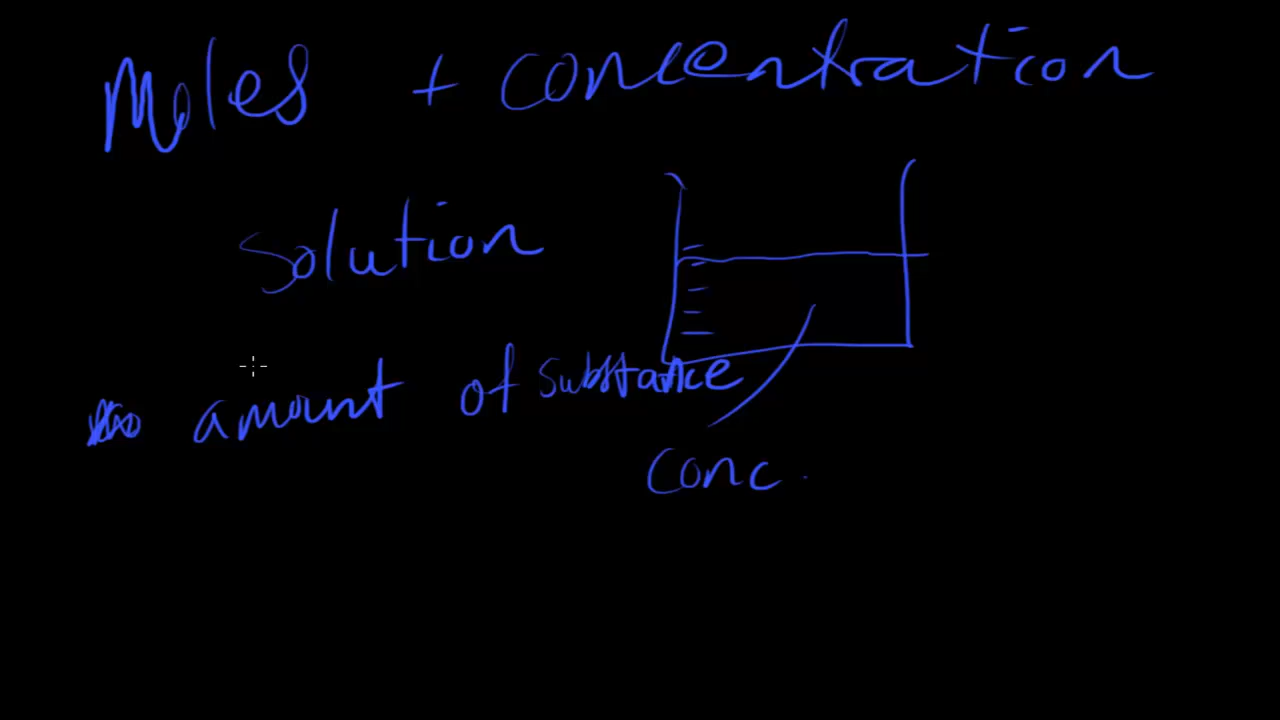 Moles + concentration
solution
amount of substance
conc.